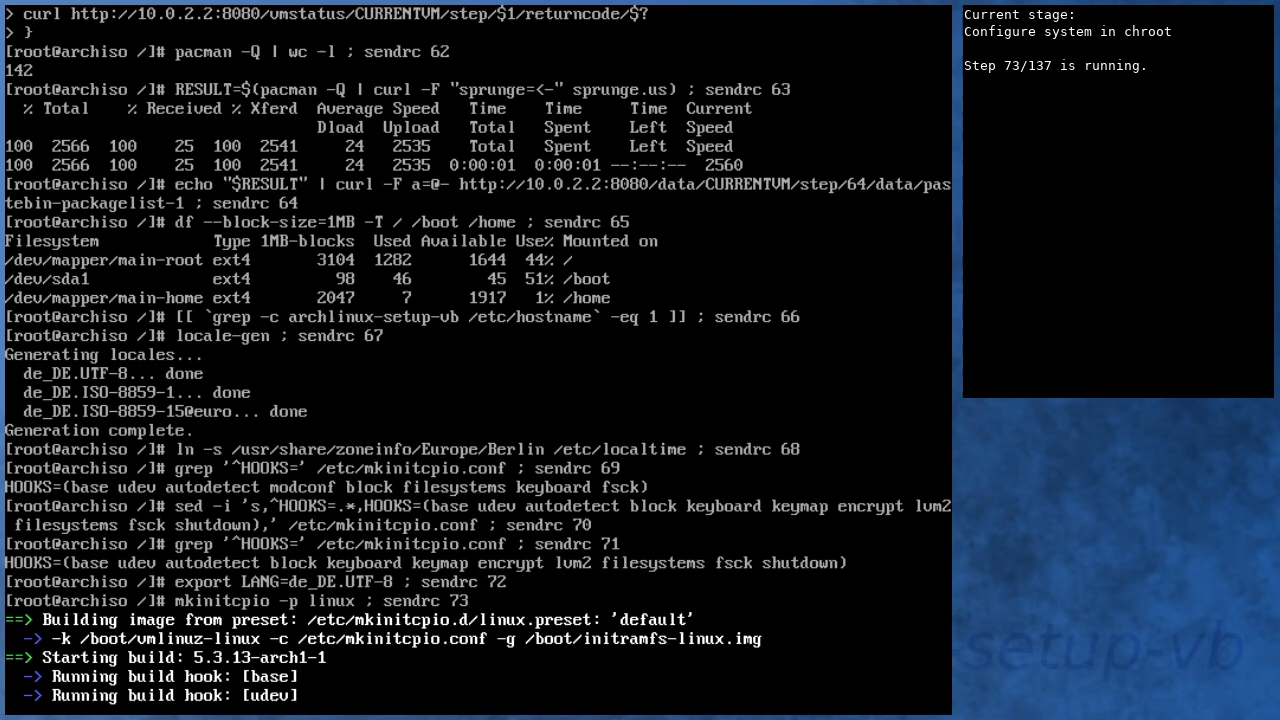 > curl http://10.0.2.2:8080/vmstatus/CURRENTVM/step/$1/returncode/$?
> }
[root@archiso /]# pacman -Q | wc -l ; sendrc 62
142
[root@archiso /]# RESULT=$(pacman -Q | curl -F "sprunge=<-" sprunge.us) ; sendrc 63
  % Total    % Received % Xferd  Average Speed   Time    Time     Time  Current
                                 Dload  Upload   Total   Spent    Left  Speed
100  2566  100    25  100  2541     24   2535   Total   Spent    Left  Speed
100  2566  100    25  100  2541     24   2535  0:00:01  0:00:01 --:--:--  2560
[root@archiso /]# echo "$RESULT" | curl -F a=@- http://10.0.2.2:8080/data/CURRENTVM/step/64/data/pas
tebin-packagelist-1 ; sendrc 64
[root@archiso /]# df --block-size=1MB -T / /boot /home ; sendrc 65
Filesystem            Type 1MB-blocks  Used Available Use% Mounted on
/dev/mapper/main-root ext4       3104  1282      1644  44% /
/dev/sda1             ext4         98    46        45  51% /boot
/dev/mapper/main-home ext4       2047     7      1917   1% /home
[root@archiso /]# [[ `grep -c archlinux-setup-vb /etc/hostname` -eq 1 ]] ; sendrc 66
[root@archiso /]# locale-gen ; sendrc 67
Generating locales...
  de_DE.UTF-8... done
  de_DE.ISO-8859-1... done
  de_DE.ISO-8859-15@euro... done
Generation complete.
[root@archiso /]# ln -s /usr/share/zoneinfo/Europe/Berlin /etc/localtime ; sendrc 68
[root@archiso /]# grep '^HOOKS=' /etc/mkinitcpio.conf ; sendrc 69
HOOKS=(base udev autodetect modconf block filesystems keyboard fsck)
[root@archiso /]# sed -i 's,^HOOKS=.*,HOOKS=(base udev autodetect block keyboard keymap encrypt lvm2
 filesystems fsck shutdown),' /etc/mkinitcpio.conf ; sendrc 70
[root@archiso /]# grep '^HOOKS=' /etc/mkinitcpio.conf ; sendrc 71
HOOKS=(base udev autodetect block keyboard keymap encrypt lvm2 filesystems fsck shutdown)
[root@archiso /]# export LANG=de_DE.UTF-8 ; sendrc 72
[root@archiso /]# mkinitcpio -p linux ; sendrc 73
==> Building image from preset: /etc/mkinitcpio.d/linux.preset: 'default'
  -> -k /boot/vmlinuz-linux -c /etc/mkinitcpio.conf -g /boot/initramfs-linux.img
==> Starting build: 5.3.13-arch1-1
  -> Running build hook: [base]
  -> Running build hook: [udev]
Current stage:
Configure system in chroot
Step 73/137 is running.
setup-vb